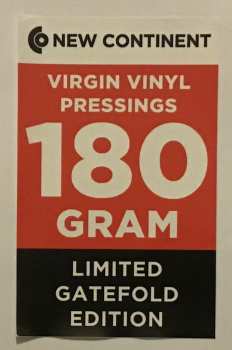 NEW CONTINENT
VIRGIN VINYL
PRESSINGS
180
GRAM
LIMITED
GATEFOLD
EDITION